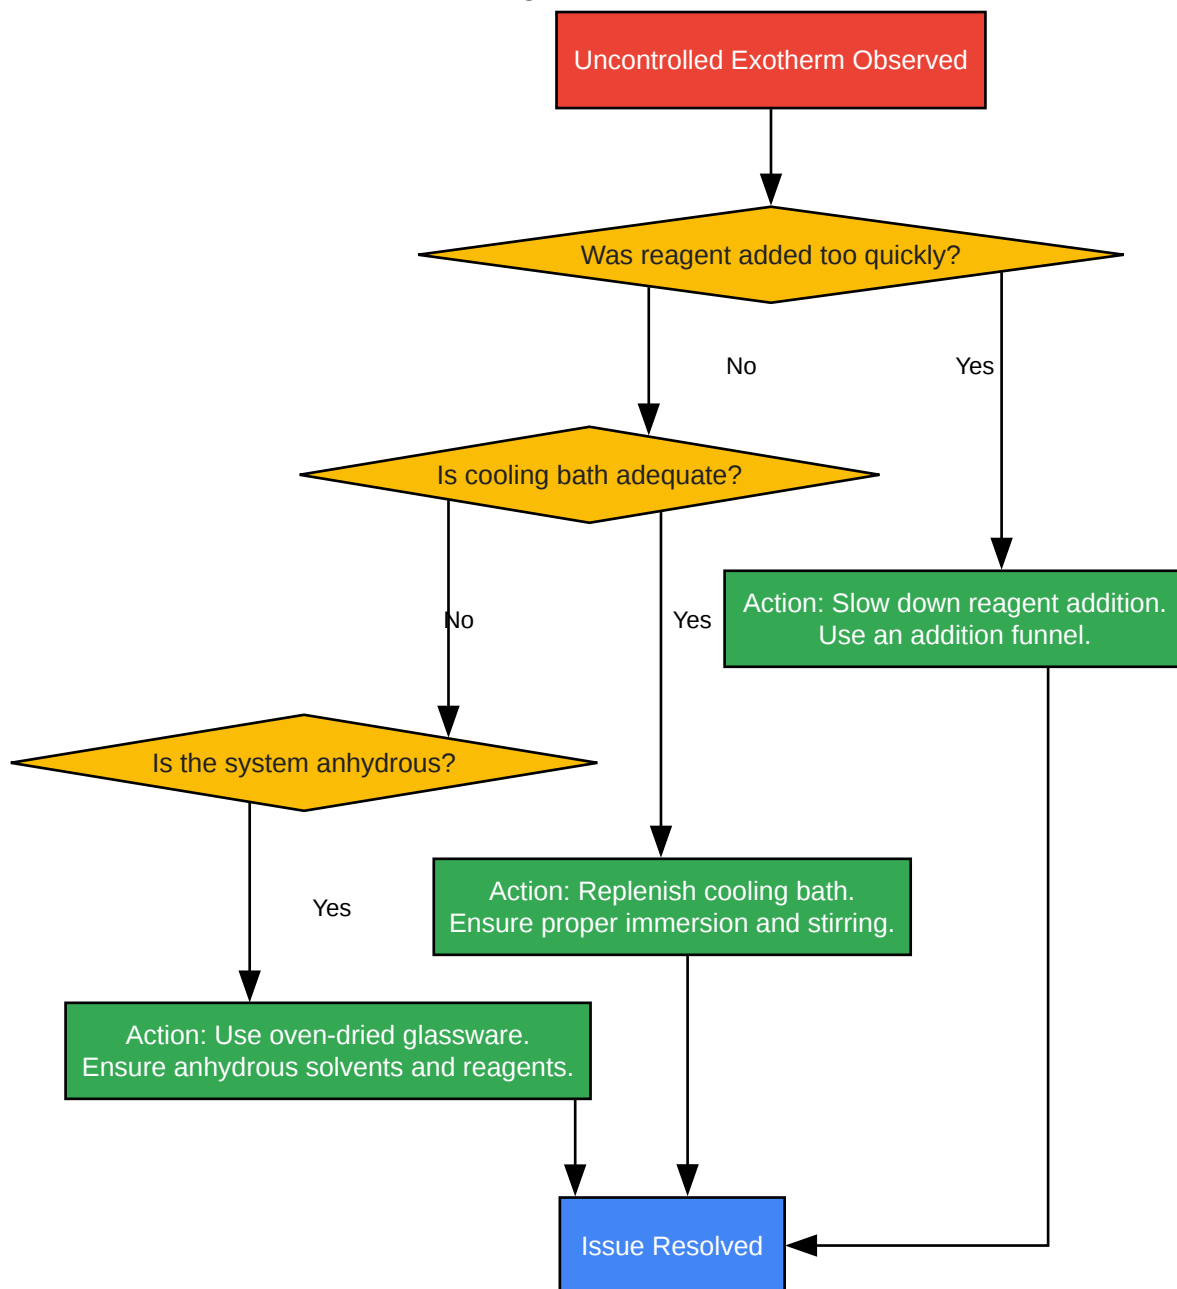 Uncontrolled Exotherm Observed
Was reagent added too quickly?
No
Yes
Is cooling bath adequate?
Action: Slow down reagent addition.
Use an addition funnel.
No
Yes
Is the system anhydrous?
Action: Replenish cooling bath.
Ensure proper immersion and stirring.
Yes
Action: Use oven-dried glassware.
Ensure anhydrous solvents and reagents.
Issue Resolved